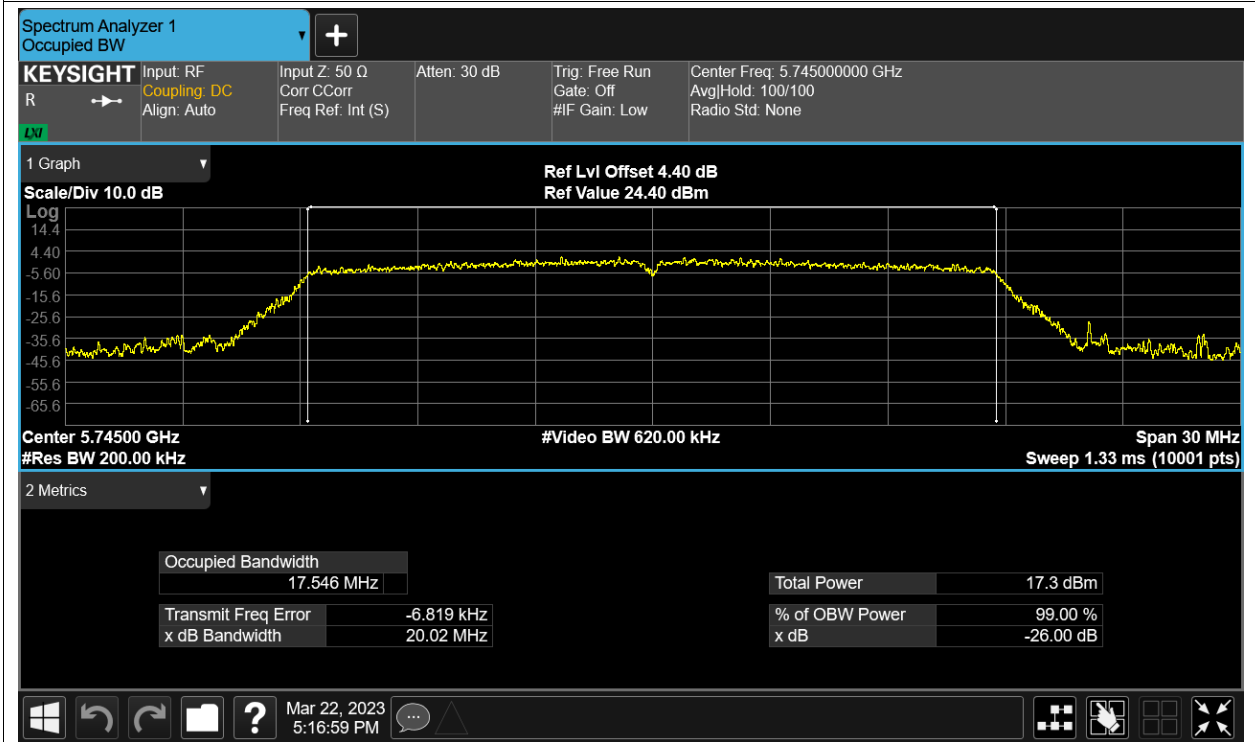 Spectrum Analyzer 1
Occupied BW
KEYSIGHT
R
LXI
Input: RF
Coupling: DC
Align: Auto
Input Z: 50 Ω
Corr CCorr
Freq Ref: Int (S)
Atten: 30 dB
Trig: Free Run
Gate: Off
#IF Gain: Low
Center Freq: 5.745000000 GHz
Avg|Hold: 100/100
Radio Std: None
1 Graph
Scale/Div 10.0 dB
Ref Lvl Offset 4.40 dB
Ref Value 24.40 dBm
Log
14.4
4.40
-5.60
-15.6
-25.6
-35.6
-45.6
-55.6
-65.6
Center 5.74500 GHz
#Res BW 200.00 kHz
#Video BW 620.00 kHz
Span 30 MHz
Sweep 1.33 ms (10001 pts)
2 Metrics
Occupied Bandwidth
17.546 MHz
Transmit Freq Error -6.819 kHz
x dB Bandwidth 20.02 MHz
Total Power 17.3 dBm
% of OBW Power 99.00 %
x dB -26.00 dB
?
Mar 22, 2023
5:16:59 PM